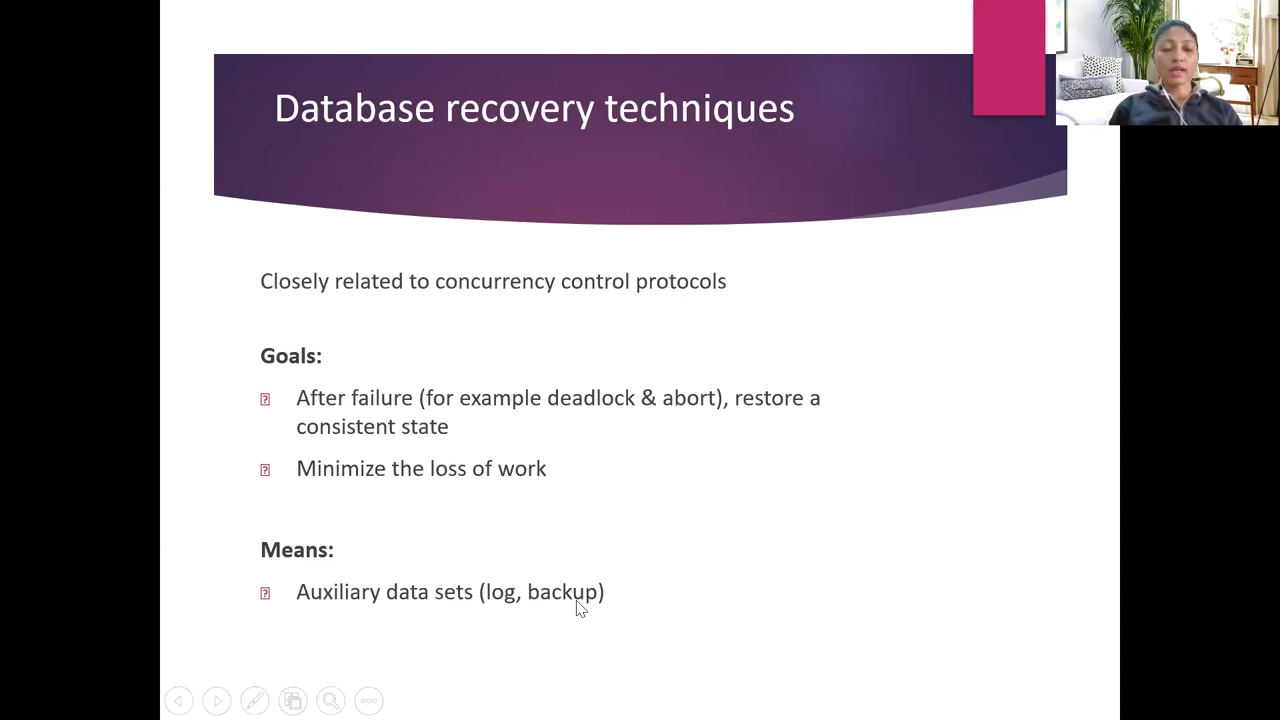 Database recovery techniques
Closely related to concurrency control protocols
Goals:
After failure (for example deadlock & abort), restore a
consistent state
Minimize the loss of work
Means:
Auxiliary data sets (log, backup)